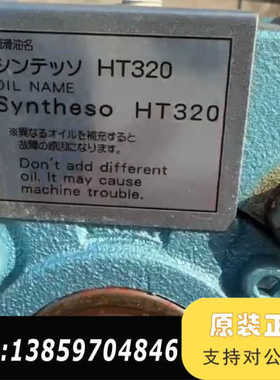 潤滑油名
シンテッソ HT320
OIL NAME
Syntheso HT320
※異なるオイルを補充すると
故障の原因になります。
Don't add different
oil. It may cause
machine trouble.
:13859704846
原装正
支持对公